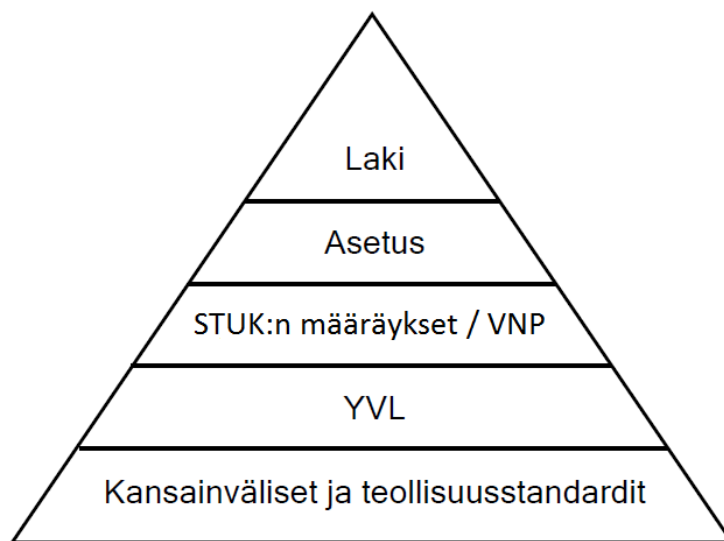 Laki
Asetus
STUK:n määräykset / VNP
YVL
Kansainväliset ja teollisuusstandardit